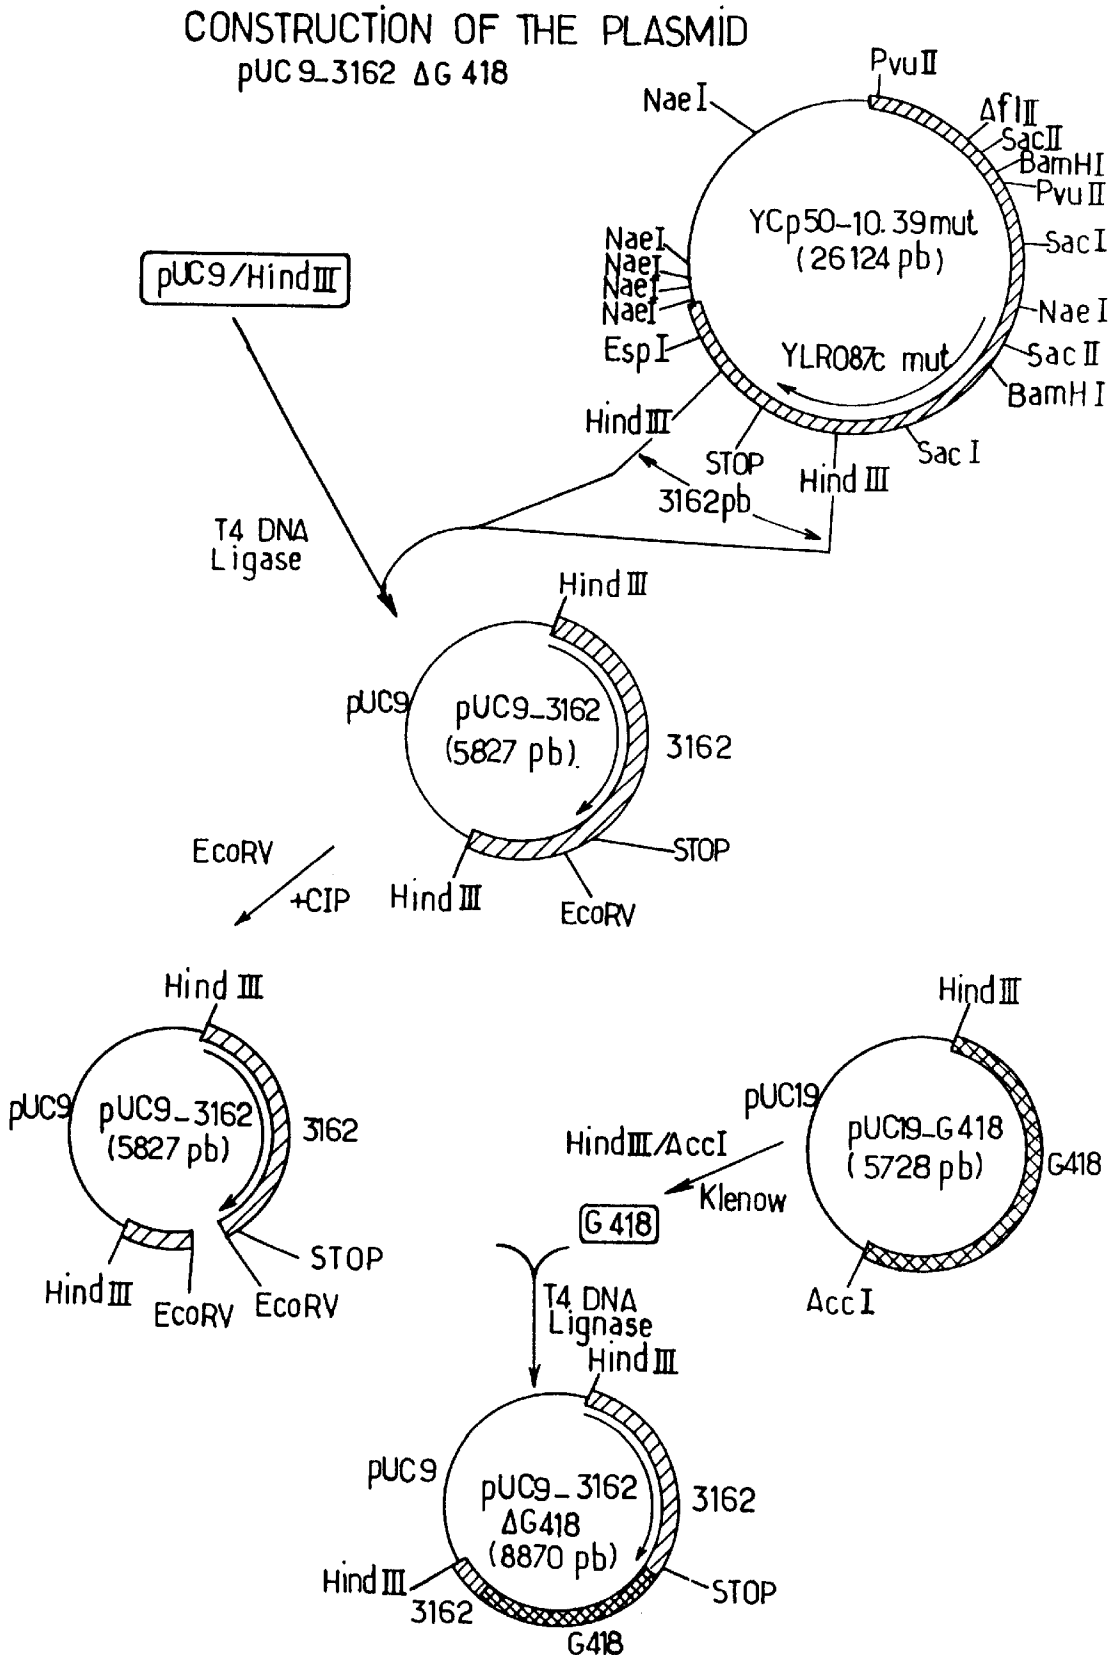 CONSTRUCTION OF THE PLASMID
pUC9_3162 ΔG418
PvuII
NaeI
ΔflII
SacII
BamHI
PvuII
YCp50-10.39mut
(26124 pb)
SacI
NaeI
NaeI
NaeI
NaeI
pUC9/HindIII
NaeI
EspI
YLR087c mut
SacII
BamHI
HindIII
STOP
HindIII
SacI
3162pb
T4 DNA
Ligase
HindIII
pUC9
pUC9_3162
(5827 pb).
3162
EcoRV
+CIP
STOP
HindIII
EcoRV
HindIII
HindIII
pUC9
pUC9_3162
(5827 pb)
3162
pUC19
pUC19_G418
(5728 pb)
G418
HindIII/AccI
Klenow
G418
STOP
HindIII
EcoRV
EcoRV
ΔccI
T4 DNA
Lignase
HindIII
pUC9
pUC9_3162
ΔG418
(8870 pb)
3162
HindIII
3162
STOP
G418